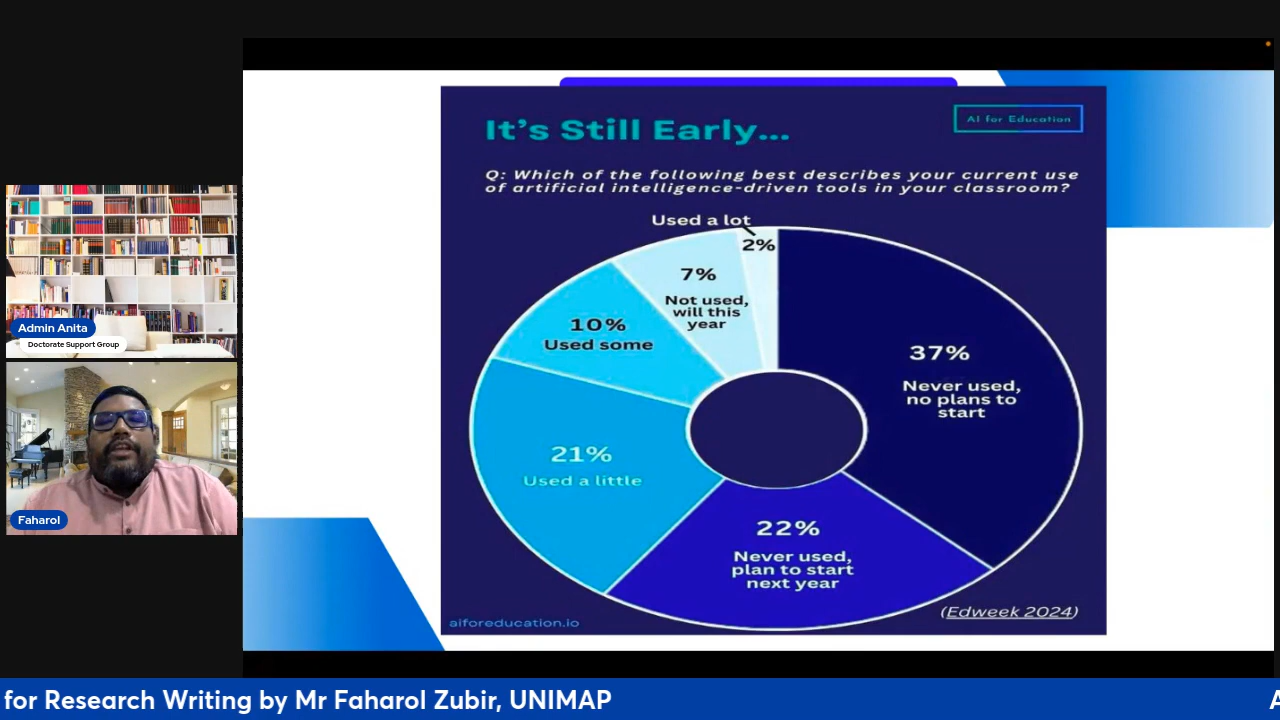 It's Still Early...
AI for Education
Q: Which of the following best describes your current use
of artificial intelligence-driven tools in your classroom?
Used a lot
2%
7%
Not used,
will this
year
10%
Used some
37%
Never used,
no plans to
start
21%
Used a little
22%
Never used,
plan to start
next year
(Edweek 2024)
aiforeducation.io
Admin Anita
Doctorate Support Group
Faharol
for Research Writing by Mr Faharol Zubir, UNIMAP
A